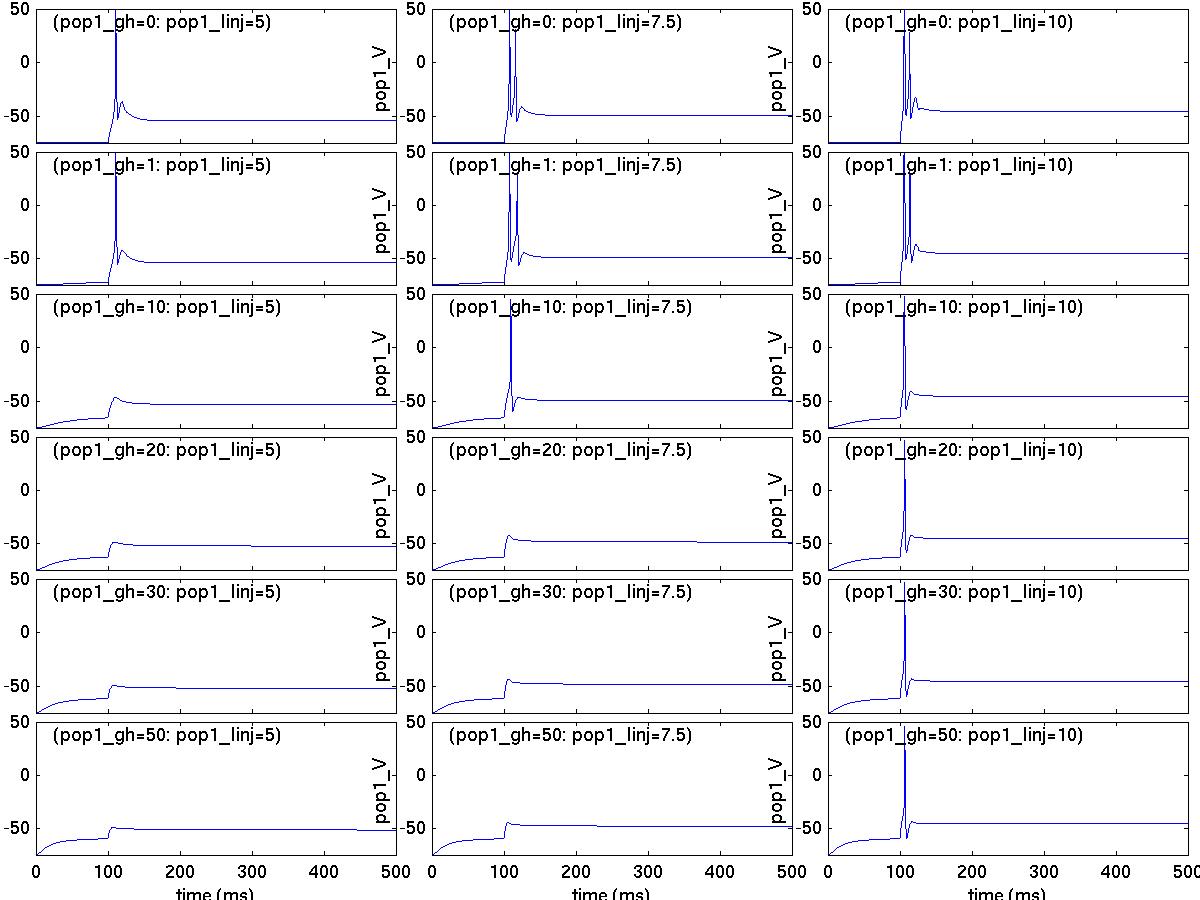 50 50 50
(pop1_gh=0: pop1_Iinj=5) (pop1_gh=0: pop1_Iinj=7.5) (pop1_gh=0: pop1_Iinj=10)
0 pop1_V 0 pop1_V 0
-50 -50 -50
50 50 50
(pop1_gh=1: pop1_Iinj=5) (pop1_gh=1: pop1_Iinj=7.5) (pop1_gh=1: pop1_Iinj=10)
0 pop1_V 0 pop1_V 0
-50 -50 -50
50 50 50
(pop1_gh=10: pop1_Iinj=5) (pop1_gh=10: pop1_Iinj=7.5) (pop1_gh=10: pop1_Iinj=10)
0 pop1_V 0 pop1_V 0
-50 -50 -50
50 50 50
(pop1_gh=20: pop1_Iinj=5) (pop1_gh=20: pop1_Iinj=7.5) (pop1_gh=20: pop1_Iinj=10)
0 pop1_V 0 pop1_V 0
-50 -50 -50
50 50 50
(pop1_gh=30: pop1_Iinj=5) (pop1_gh=30: pop1_Iinj=7.5) (pop1_gh=30: pop1_Iinj=10)
0 pop1_V 0 pop1_V 0
-50 -50 -50
50 50 50
(pop1_gh=50: pop1_Iinj=5) (pop1_gh=50: pop1_Iinj=7.5) (pop1_gh=50: pop1_Iinj=10)
0 pop1_V 0 pop1_V 0
-50 -50 -50
0 100 200 300 400 500 0 100 200 300 400 500 0 100 200 300 400 500
time (ms) time (ms) time (ms)